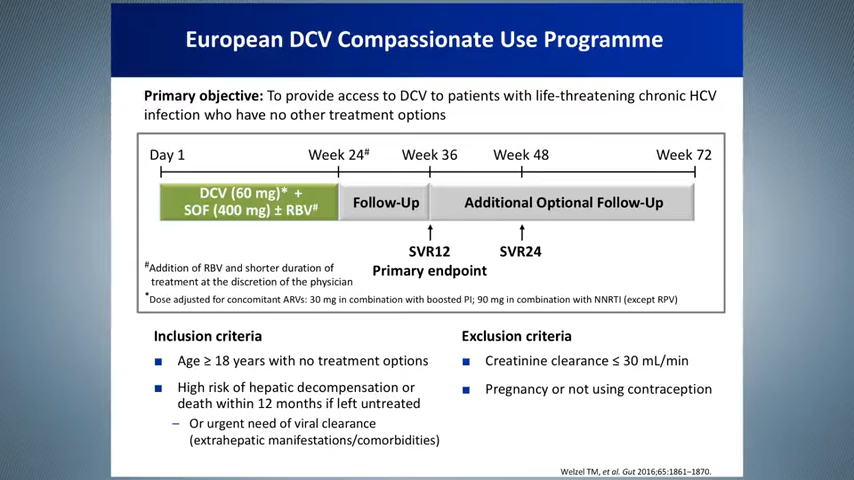 European DCV Compassionate Use Programme
Primary objective: To provide access to DCV to patients with life-threatening chronic HCV
infection who have no other treatment options
Day 1 Week 24# Week 36 Week 48 Week 72
DCV (60 mg)* +
SOF (400 mg) ± RBV#
Follow-Up
Additional Optional Follow-Up
SVR12
Primary endpoint
SVR24
#Addition of RBV and shorter duration of
treatment at the discretion of the physician
*Dose adjusted for concomitant ARVs: 30 mg in combination with boosted PI; 90 mg in combination with NNRTI (except RPV)
Inclusion criteria
■ Age ≥ 18 years with no treatment options
■ High risk of hepatic decompensation or
death within 12 months if left untreated
– Or urgent need of viral clearance
(extrahepatic manifestations/comorbidities)
Exclusion criteria
■ Creatinine clearance ≤ 30 mL/min
■ Pregnancy or not using contraception
Welzel TM, et al. Gut 2016;65:1861–1870.